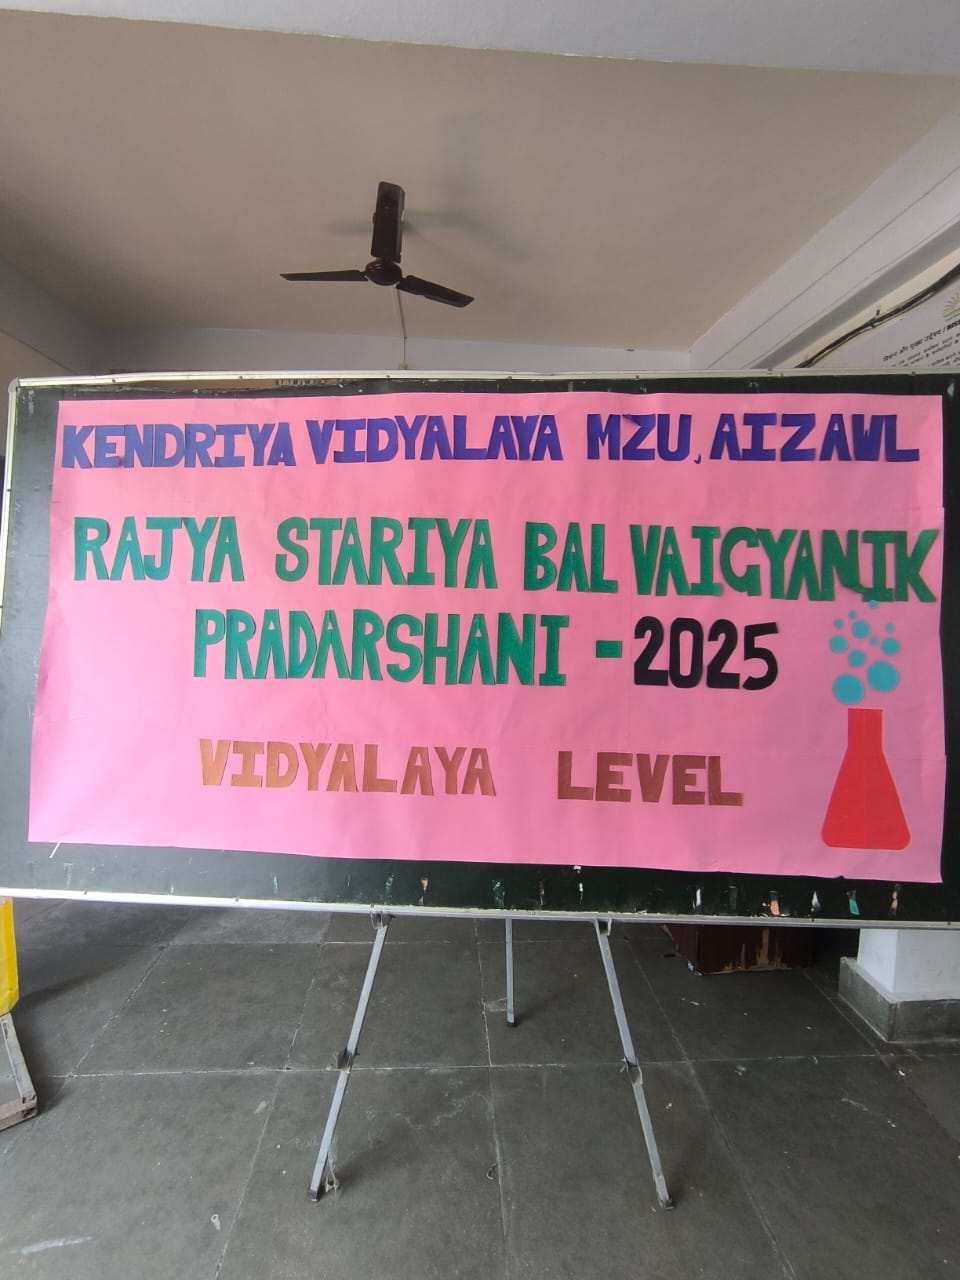 KENDRIYA VIDYALAYA MZU, AIZAWL
RAJYA STARIYA BAL VAIGYANIK
PRADARSHANI - 2025
VIDYALAYA LEVEL